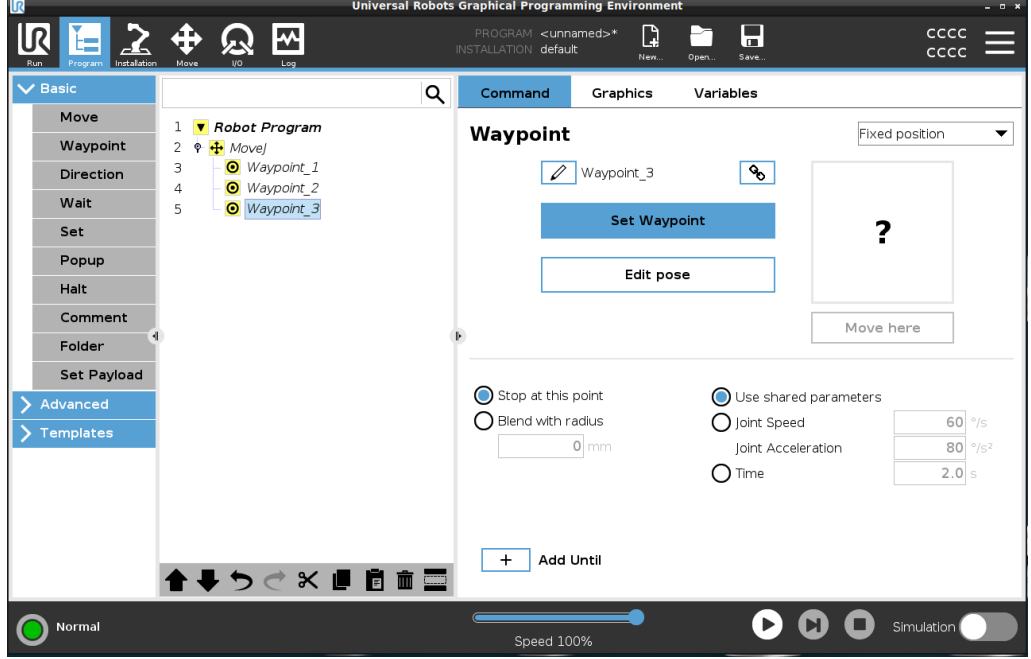 Universal Robots Graphical Programming Environment
Run
Program
Installation
Move
I/O
Log
PROGRAM <unnamed>*
INSTALLATION default
New...
Open...
Save...
CCCC
CCCC
Basic
Move
Waypoint
Direction
Wait
Set
Popup
Halt
Comment
Folder
Set Payload
Advanced
Templates
1 Robot Program
2 MoveJ
3 Waypoint_1
4 Waypoint_2
5 Waypoint_3
Command Graphics Variables
Waypoint
Fixed position
Waypoint_3
Set Waypoint
Edit pose
?
Move here
Stop at this point
Blend with radius
0 mm
Use shared parameters
Joint Speed 60 °/s
Joint Acceleration 80 °/s²
Time 2.0 s
+ Add Until
Normal
Speed 100%
Simulation